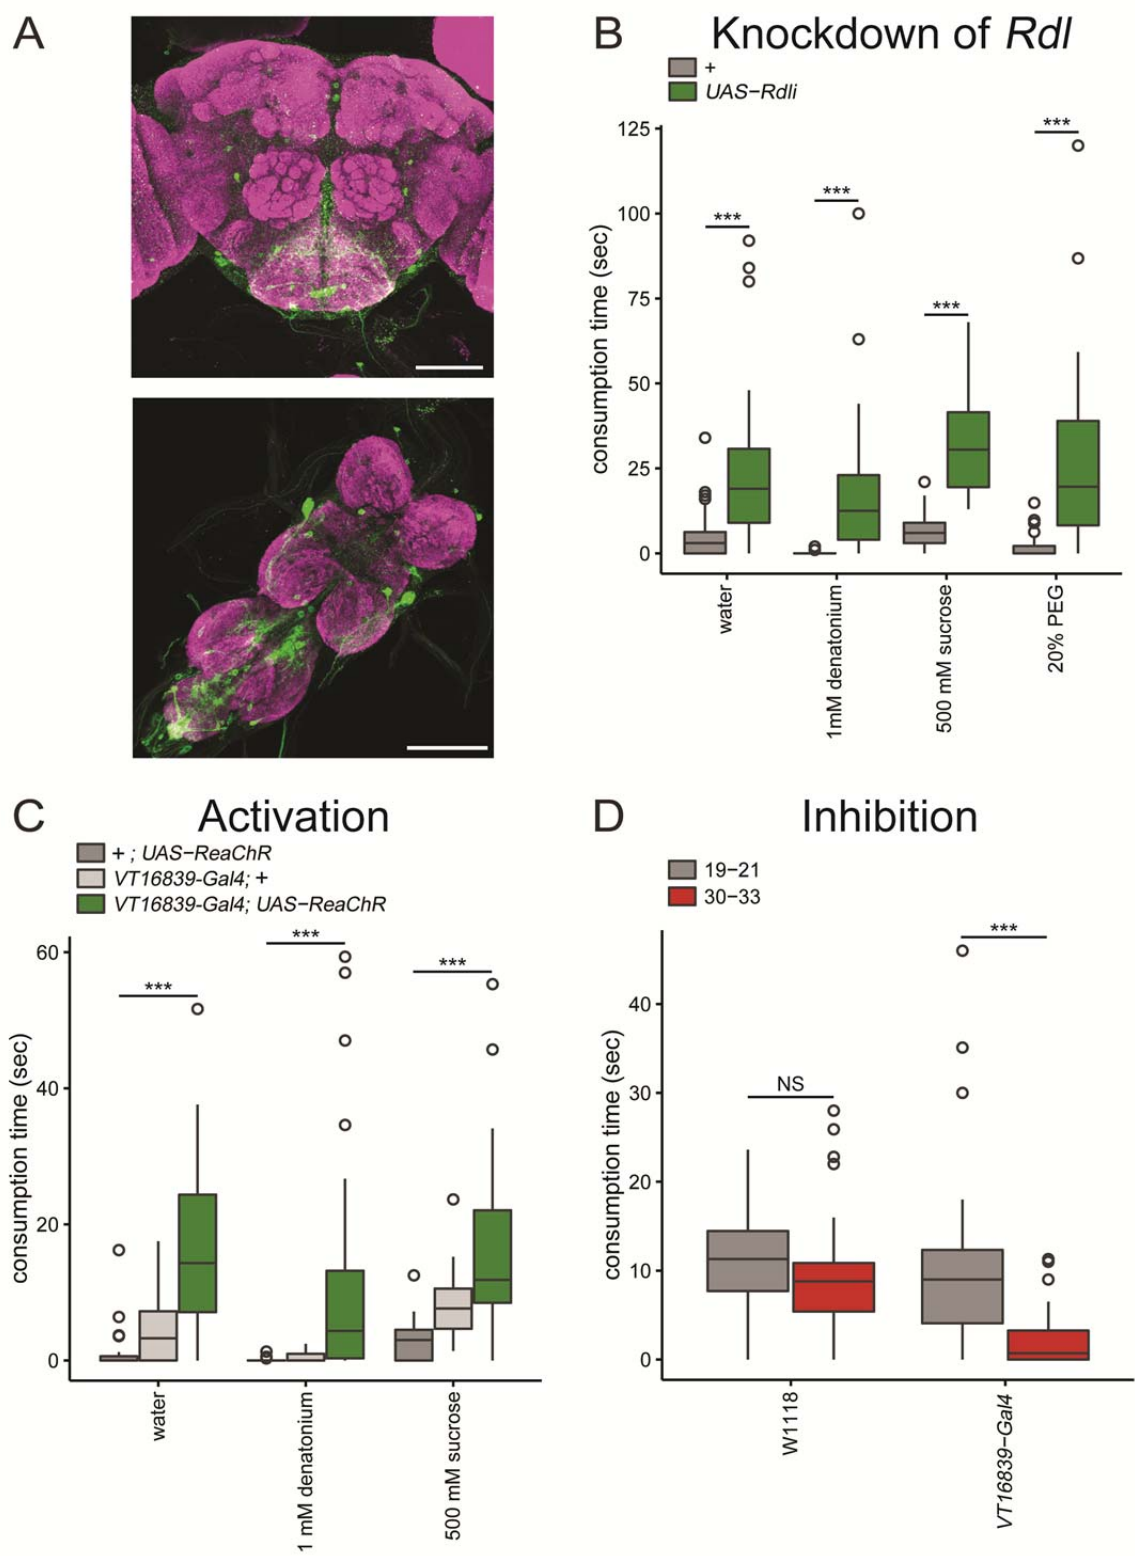 A
B
Knockdown of Rdl
+
UAS−Rdli
consumption time (sec)
125
100
75
50
25
0
***
***
***
***
water
1mM denatonium
500 mM sucrose
20% PEG
C
Activation
+ ; UAS−ReaChR
VT16839-Gal4; +
VT16839-Gal4; UAS−ReaChR
consumption time (sec)
60
40
20
0
***
***
***
water
1 mM denatonium
500 mM sucrose
D
Inhibition
19−21
30−33
consumption time (sec)
40
30
20
10
0
NS
***
W1118
VT16839−Gal4